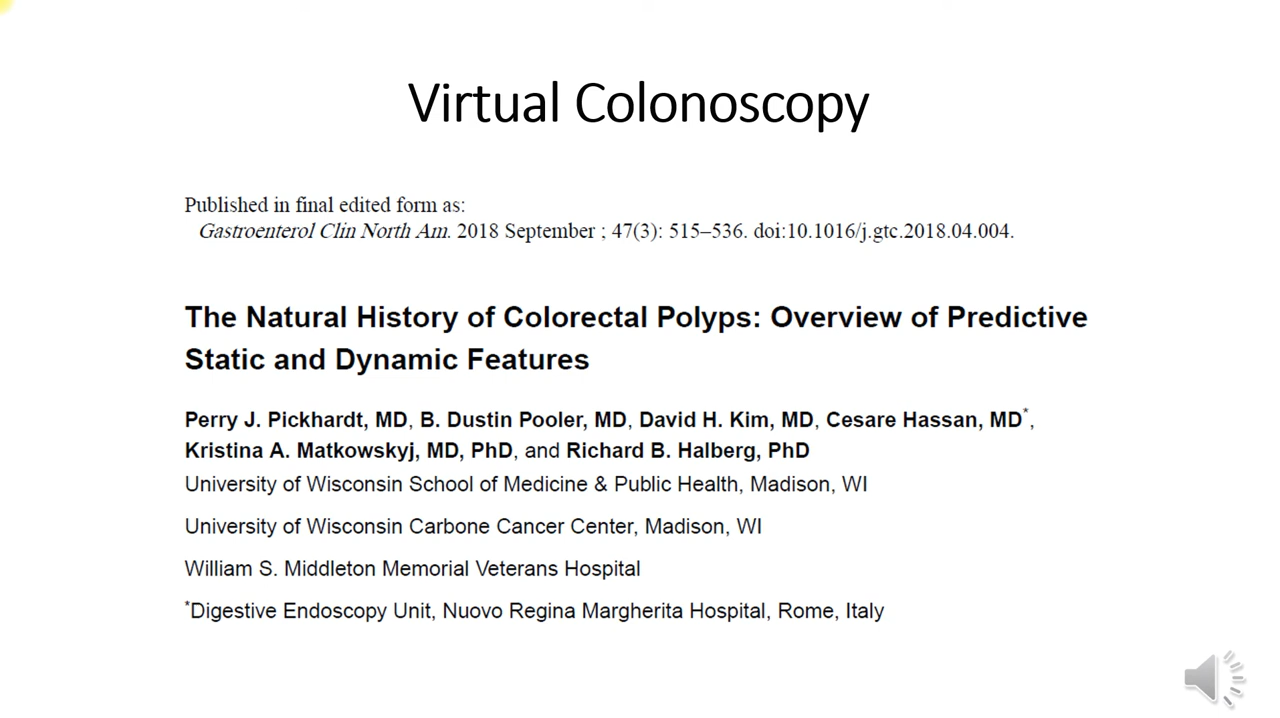 Virtual Colonoscopy
Published in final edited form as:
Gastroenterol Clin North Am. 2018 September ; 47(3): 515–536. doi:10.1016/j.gtc.2018.04.004.
The Natural History of Colorectal Polyps: Overview of Predictive
Static and Dynamic Features
Perry J. Pickhardt, MD, B. Dustin Pooler, MD, David H. Kim, MD, Cesare Hassan, MD*,
Kristina A. Matkowskyj, MD, PhD, and Richard B. Halberg, PhD
University of Wisconsin School of Medicine & Public Health, Madison, WI
University of Wisconsin Carbone Cancer Center, Madison, WI
William S. Middleton Memorial Veterans Hospital
*Digestive Endoscopy Unit, Nuovo Regina Margherita Hospital, Rome, Italy